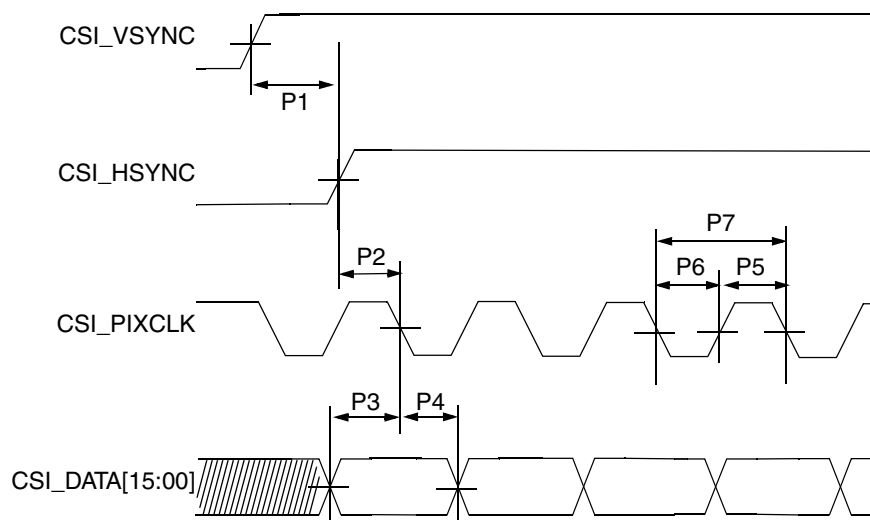 CSI_VSYNC
P1
CSI_HSYNC
P7
P2
P6
P5
CSI_PIXCLK
P3
P4
CSI_DATA[15:00]